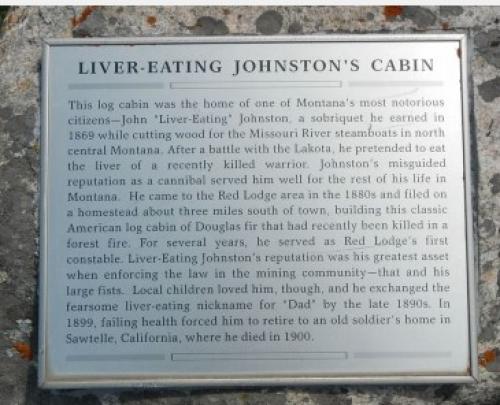 LIVER-EATING JOHNSTON'S CABIN
This log cabin was the home of one of Montana's most notorious
citizens—John "Liver-Eating" Johnston, a sobriquet he earned in
1869 while cutting wood for the Missouri River steamboats in north
central Montana. After a battle with the Lakota, he pretended to eat
the liver of a recently killed warrior. Johnston's misguided
reputation as a cannibal served him well for the rest of his life in
Montana. He came to the Red Lodge area in the 1880s and filed on
a homestead about three miles south of town, building this classic
American log cabin of Douglas fir that had recently been killed in a
forest fire. For several years, he served as Red Lodge's first
constable. Liver-Eating Johnston's reputation was his greatest asset
when enforcing the law in the mining community—that and his
large fists. Local children loved him, though, and he exchanged the
fearsome liver-eating nickname for "Dad" by the late 1890s. In
1899, failing health forced him to retire to an old soldier's home in
Sawtelle, California, where he died in 1900.